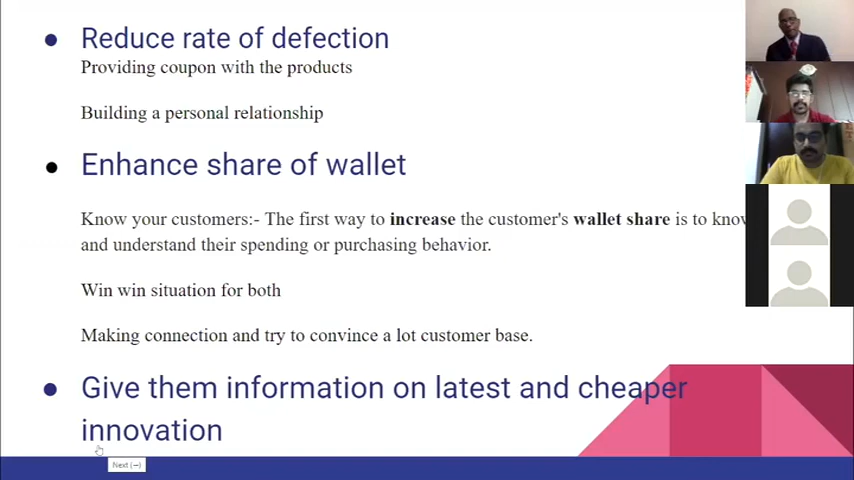 Reduce rate of defection
Providing coupon with the products
Building a personal relationship
Enhance share of wallet
Know your customers:- The first way to increase the customer's wallet share is to know
and understand their spending or purchasing behavior.
Win win situation for both
Making connection and try to convince a lot customer base.
Give them information on latest and cheaper
innovation
Next (→)